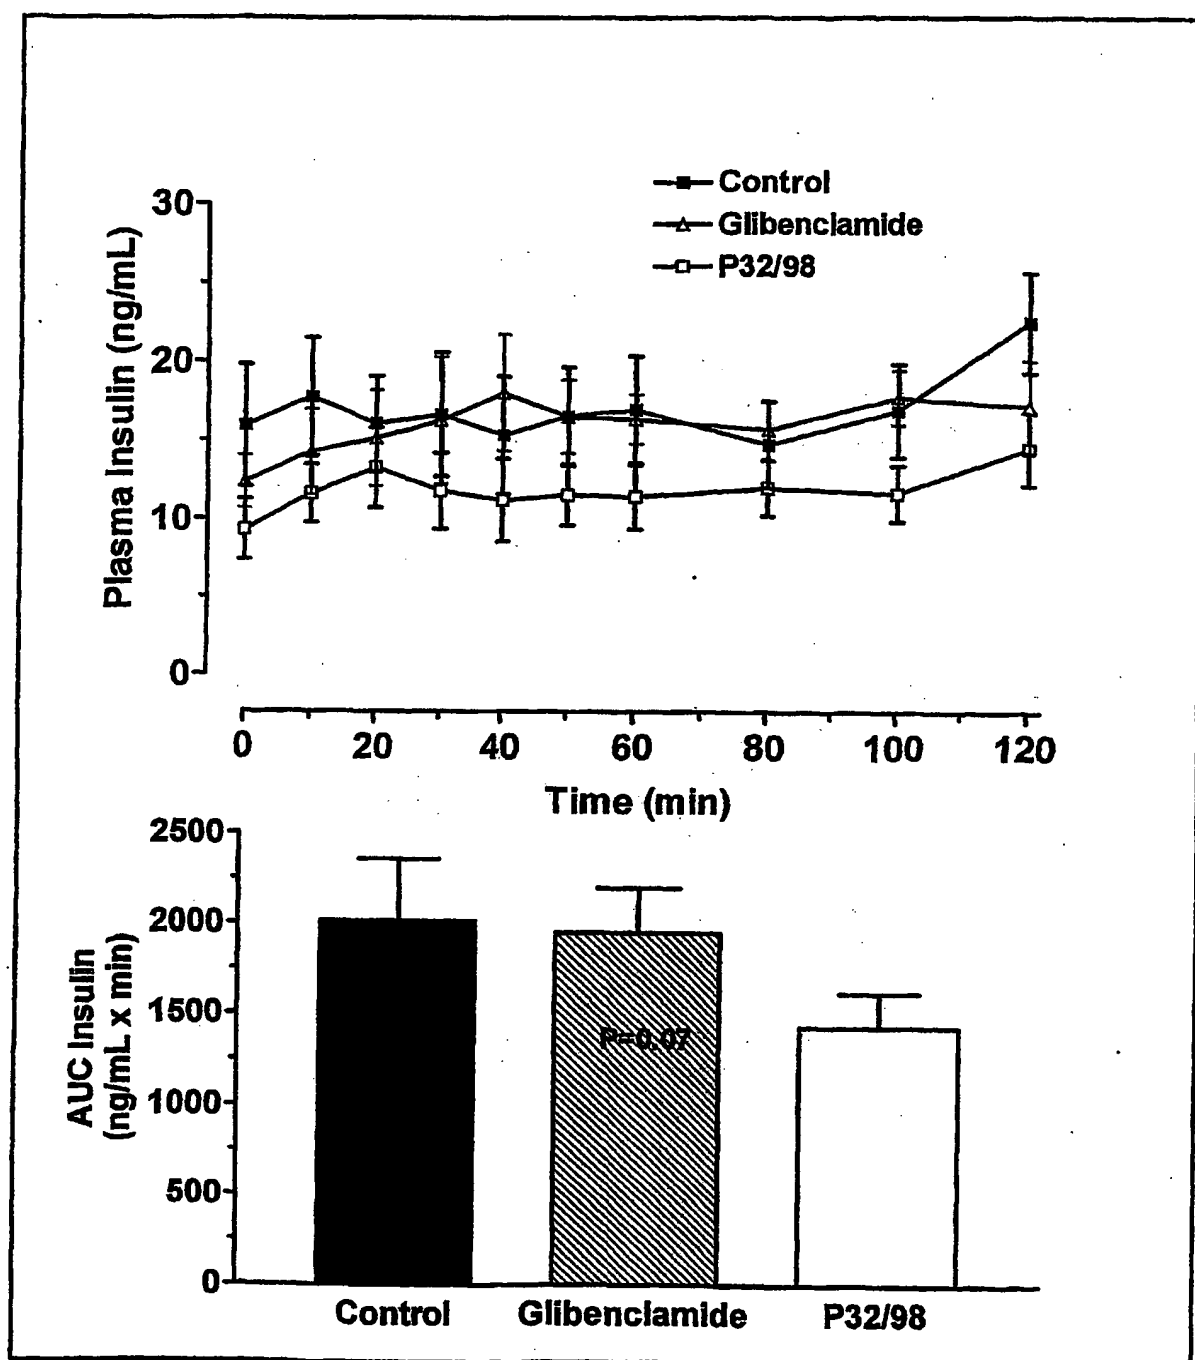 Control
Glibenclamide
P32/98
30
20
10
0
Plasma Insulin (ng/mL)
0 20 40 60 80 100 120
Time (min)
2500
2000
1500
1000
500
0
AUC Insulin
(ng/mL x min)
P=0.07
Control Glibenclamide P32/98